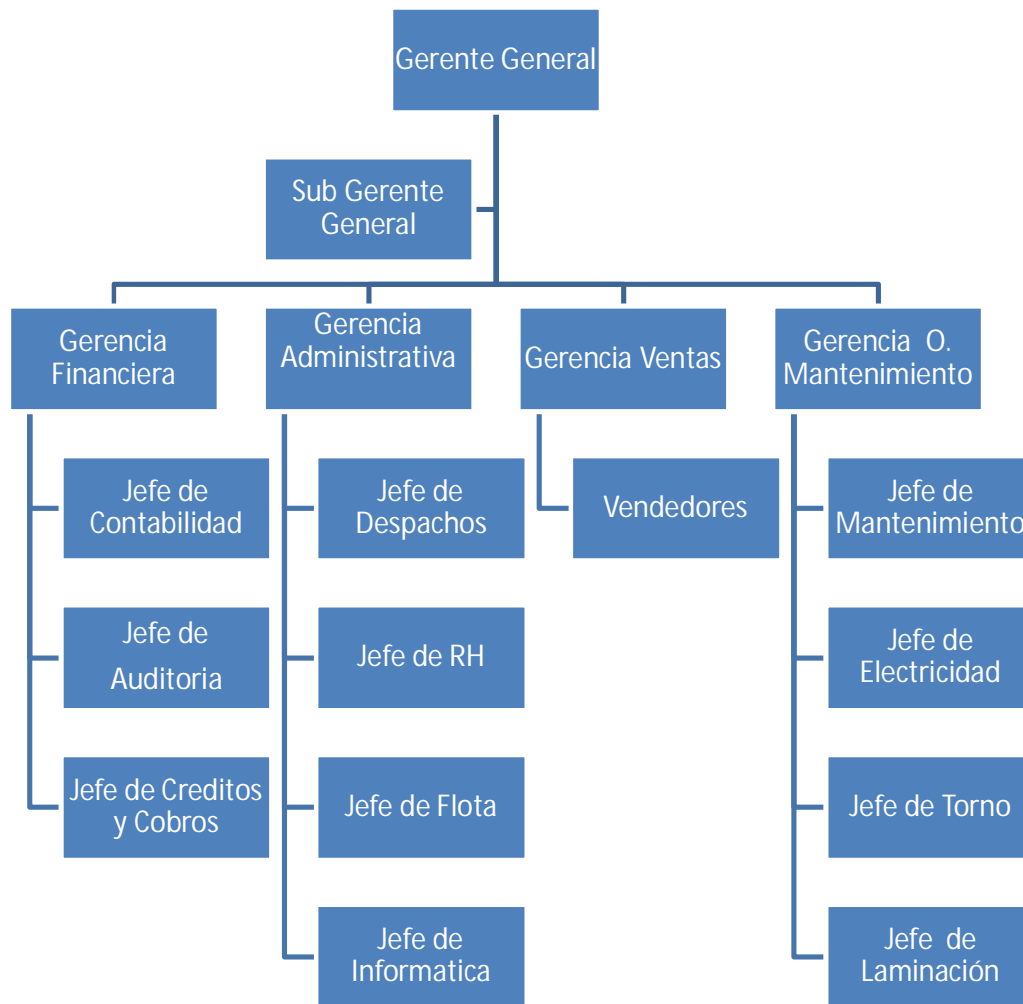 Gerente General
Sub Gerente
General
Gerencia
Financiera
Gerencia
Administrativa
Gerencia Ventas
Gerencia O.
Mantenimiento
Jefe de
Contabilidad
Jefe de
Despachos
Vendedores
Jefe de
Mantenimiento
Jefe de
Auditoria
Jefe de RH
Jefe de
Electricidad
Jefe de Creditos
y Cobros
Jefe de Flota
Jefe de Torno
Jefe de
Informatica
Jefe de
Laminación